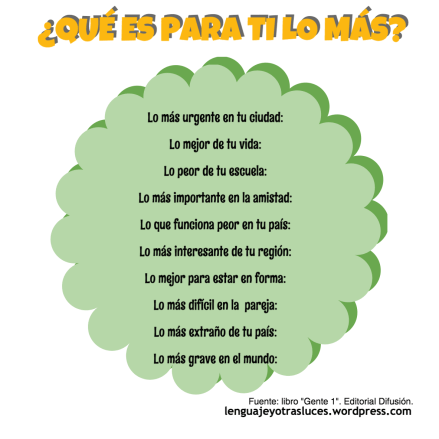 ¿QUÉ ES PARA TI LO MÁS?
Lo más urgente en tu ciudad:
Lo mejor de tu vida:
Lo peor de tu escuela:
Lo más importante en la amistad:
Lo que funciona peor en tu país:
Lo más interesante de tu región:
Lo mejor para estar en forma:
Lo más difícil en la pareja:
Lo más extraño de tu país:
Lo más grave en el mundo:
Fuente: libro "Gente 1". Editorial Difusión.
lenguajeyotrasluces.wordpress.com